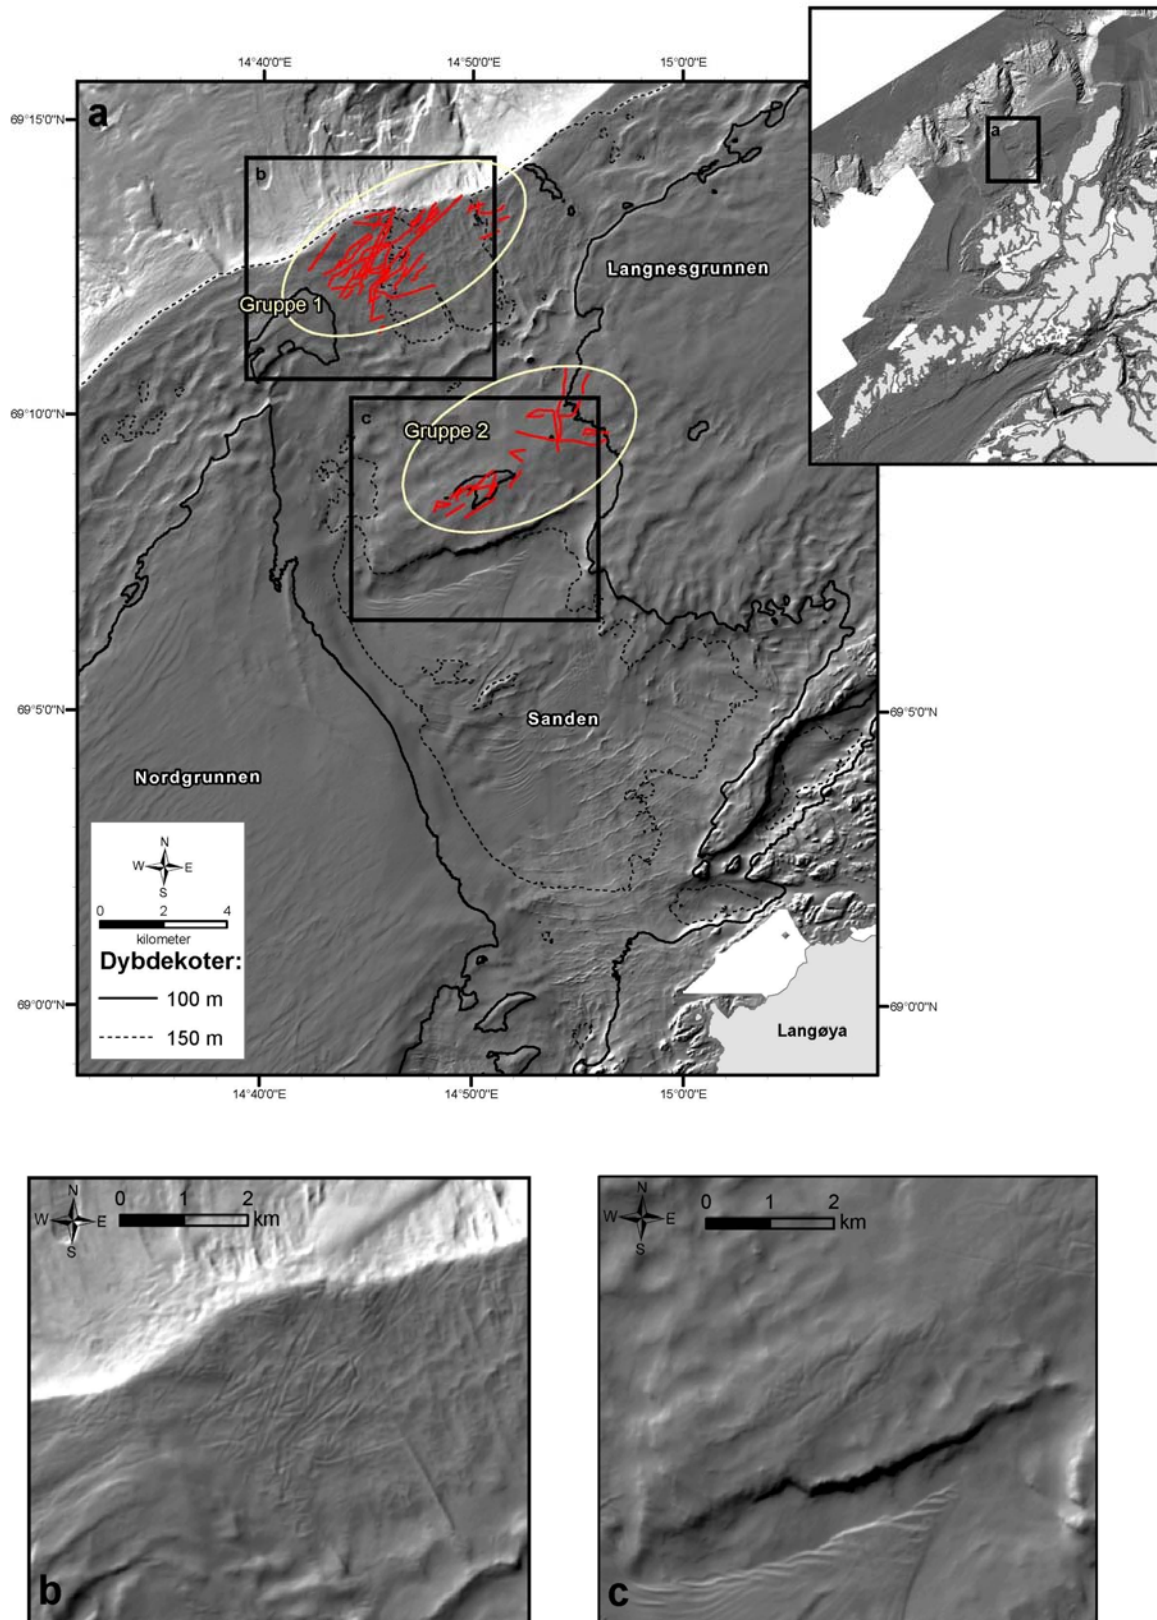 14°40'0"E
14°50'0"E
15°0'0"E
a
a
69°15'0"N
b
Langnesgrunnen
Gruppe 1
69°10'0"N
c
Gruppe 2
69°5'0"N
69°5'0"N
Sanden
Nordgrunnen
N
W E
S
0 2 4
kilometer
Dybdekoter:
100 m
150 m
69°0'0"N
69°0'0"N
Langøya
14°40'0"E
14°50'0"E
15°0'0"E
N
W E
S
0 1 2
km
b
N
W E
S
0 1 2
km
c